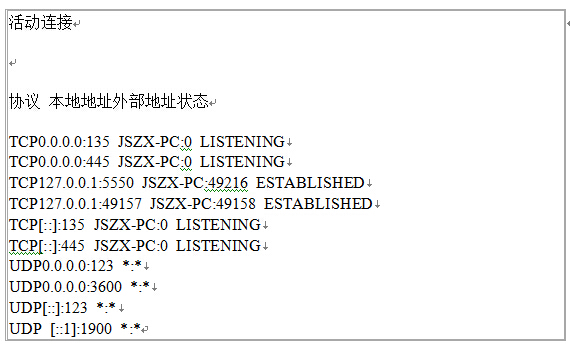 活动连接
协议 本地地址外部地址状态
TCP0.0.0.0:135 JSZX-PC:0 LISTENING
TCP0.0.0.0:445 JSZX-PC:0 LISTENING
TCP127.0.0.1:5550 JSZX-PC:49216 ESTABLISHED
TCP127.0.0.1:49157 JSZX-PC:49158 ESTABLISHED
TCP[::]:135 JSZX-PC:0 LISTENING
TCP[::]:445 JSZX-PC:0 LISTENING
UDP0.0.0.0:123 *:*
UDP0.0.0.0:3600 *:*
UDP[::]:123 *:*
UDP [::1]:1900 *:*